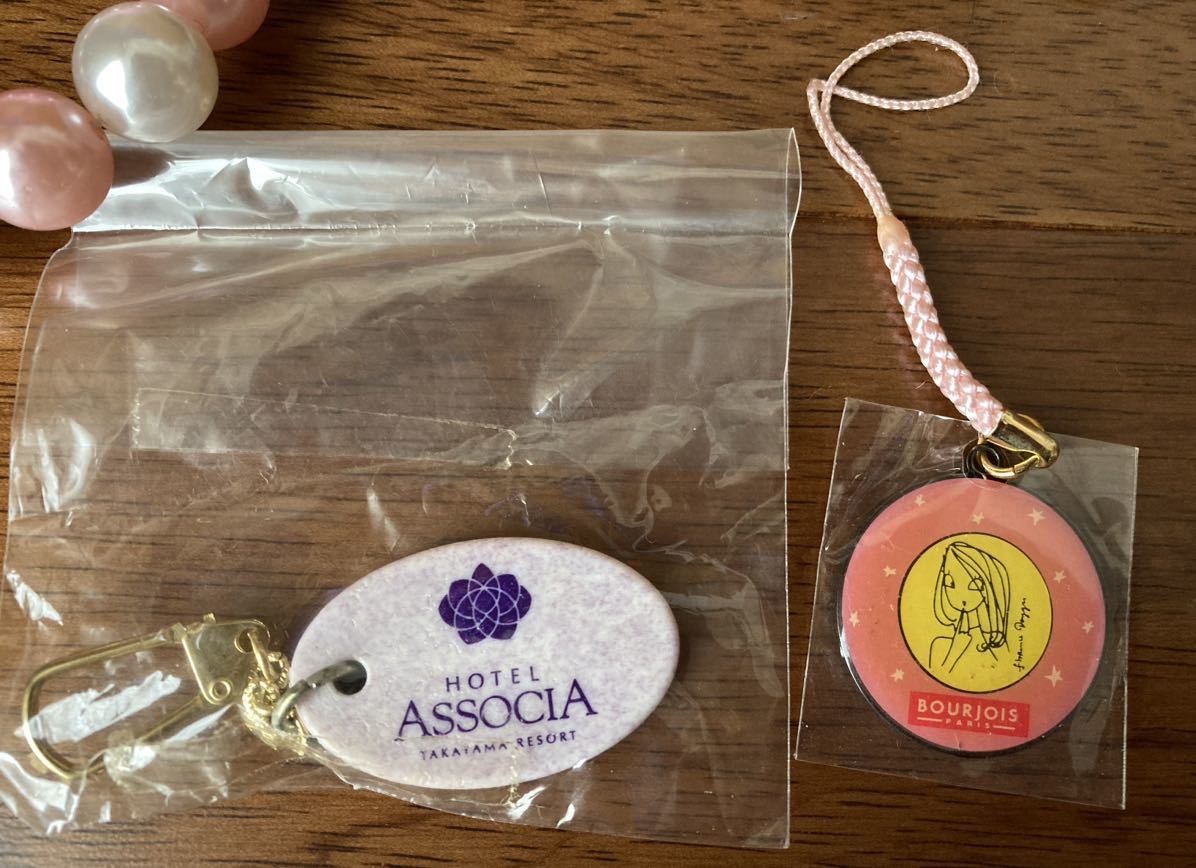 HOTEL
ASSOCIA
TAKAYAMA RESORT
BOURJOIS
PARIS